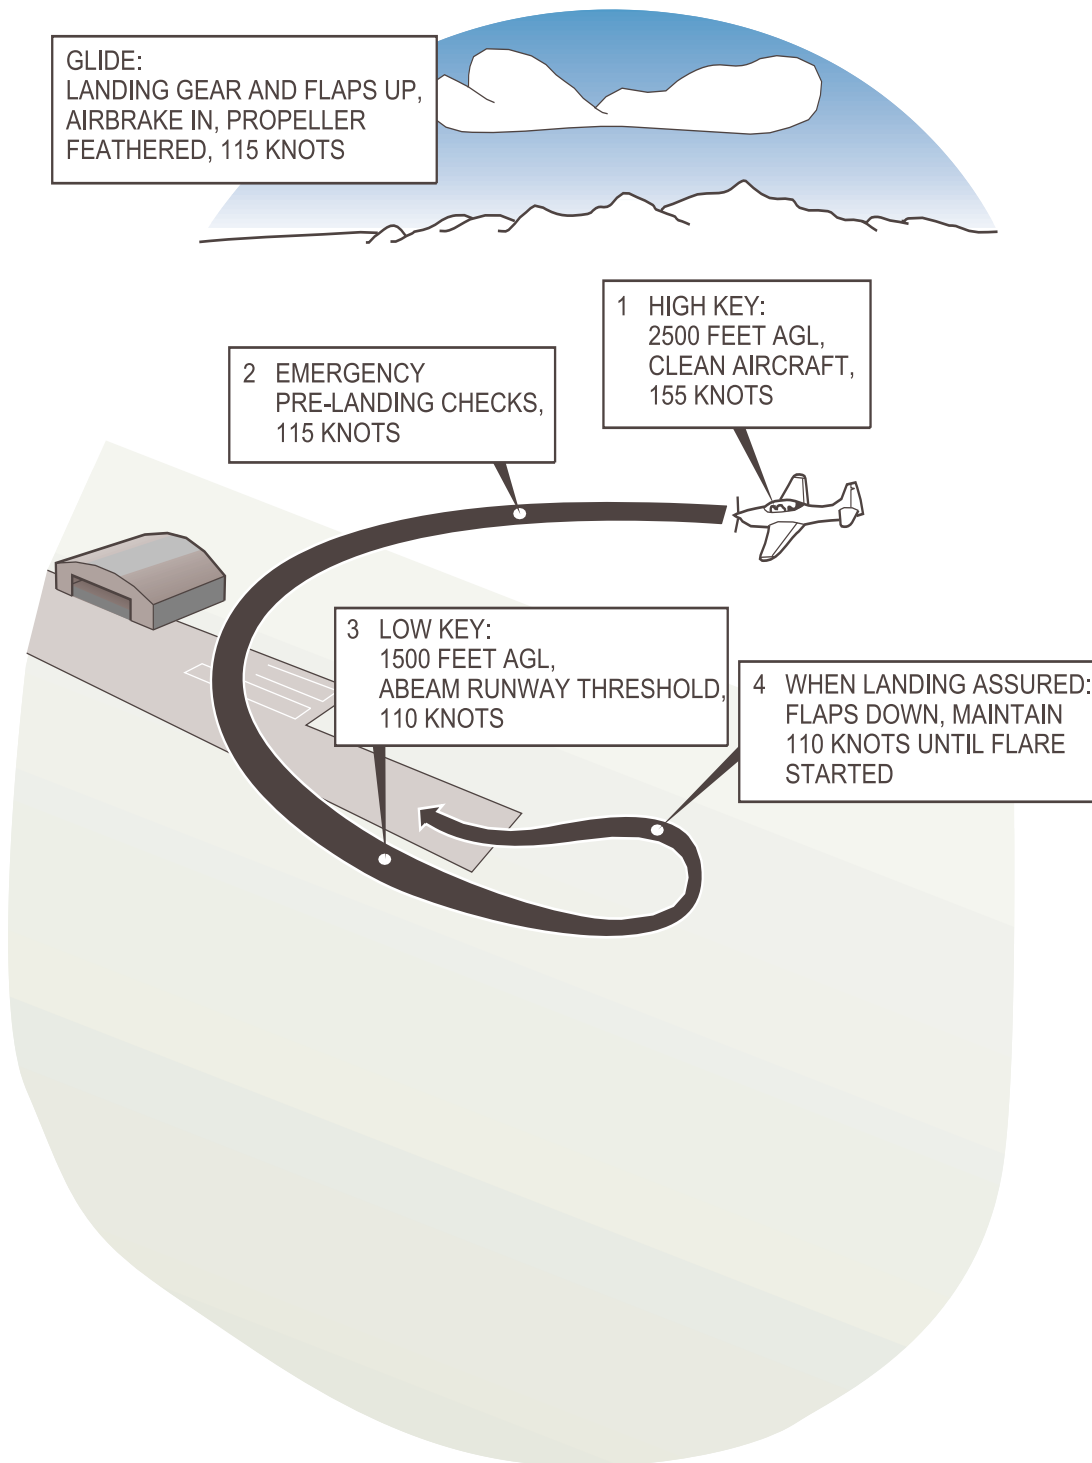 GLIDE:
LANDING GEAR AND FLAPS UP,
AIRBRAKE IN, PROPELLER
FEATHERED, 115 KNOTS
1 HIGH KEY:
2500 FEET AGL,
CLEAN AIRCRAFT,
155 KNOTS
2 EMERGENCY
PRE-LANDING CHECKS,
115 KNOTS
3 LOW KEY:
1500 FEET AGL,
ABEAM RUNWAY THRESHOLD,
110 KNOTS
4 WHEN LANDING ASSURED:
FLAPS DOWN, MAINTAIN
110 KNOTS UNTIL FLARE
STARTED